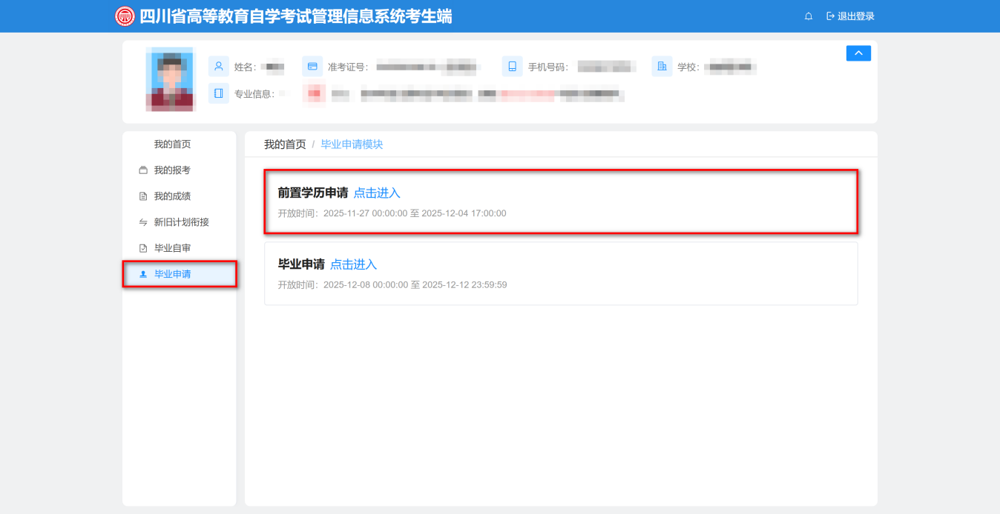 四川省高等教育自学考试管理信息系统考生端
退出登录
姓名：
准考证号：
手机号码：
学校：
专业信息：
我的首页
我的报考
我的成绩
新旧计划衔接
毕业自审
毕业申请
我的首页 / 毕业申请模块
前置学历申请 点击进入
开放时间：2025-11-27 00:00:00 至 2025-12-04 17:00:00
毕业申请 点击进入
开放时间：2025-12-08 00:00:00 至 2025-12-12 23:59:59